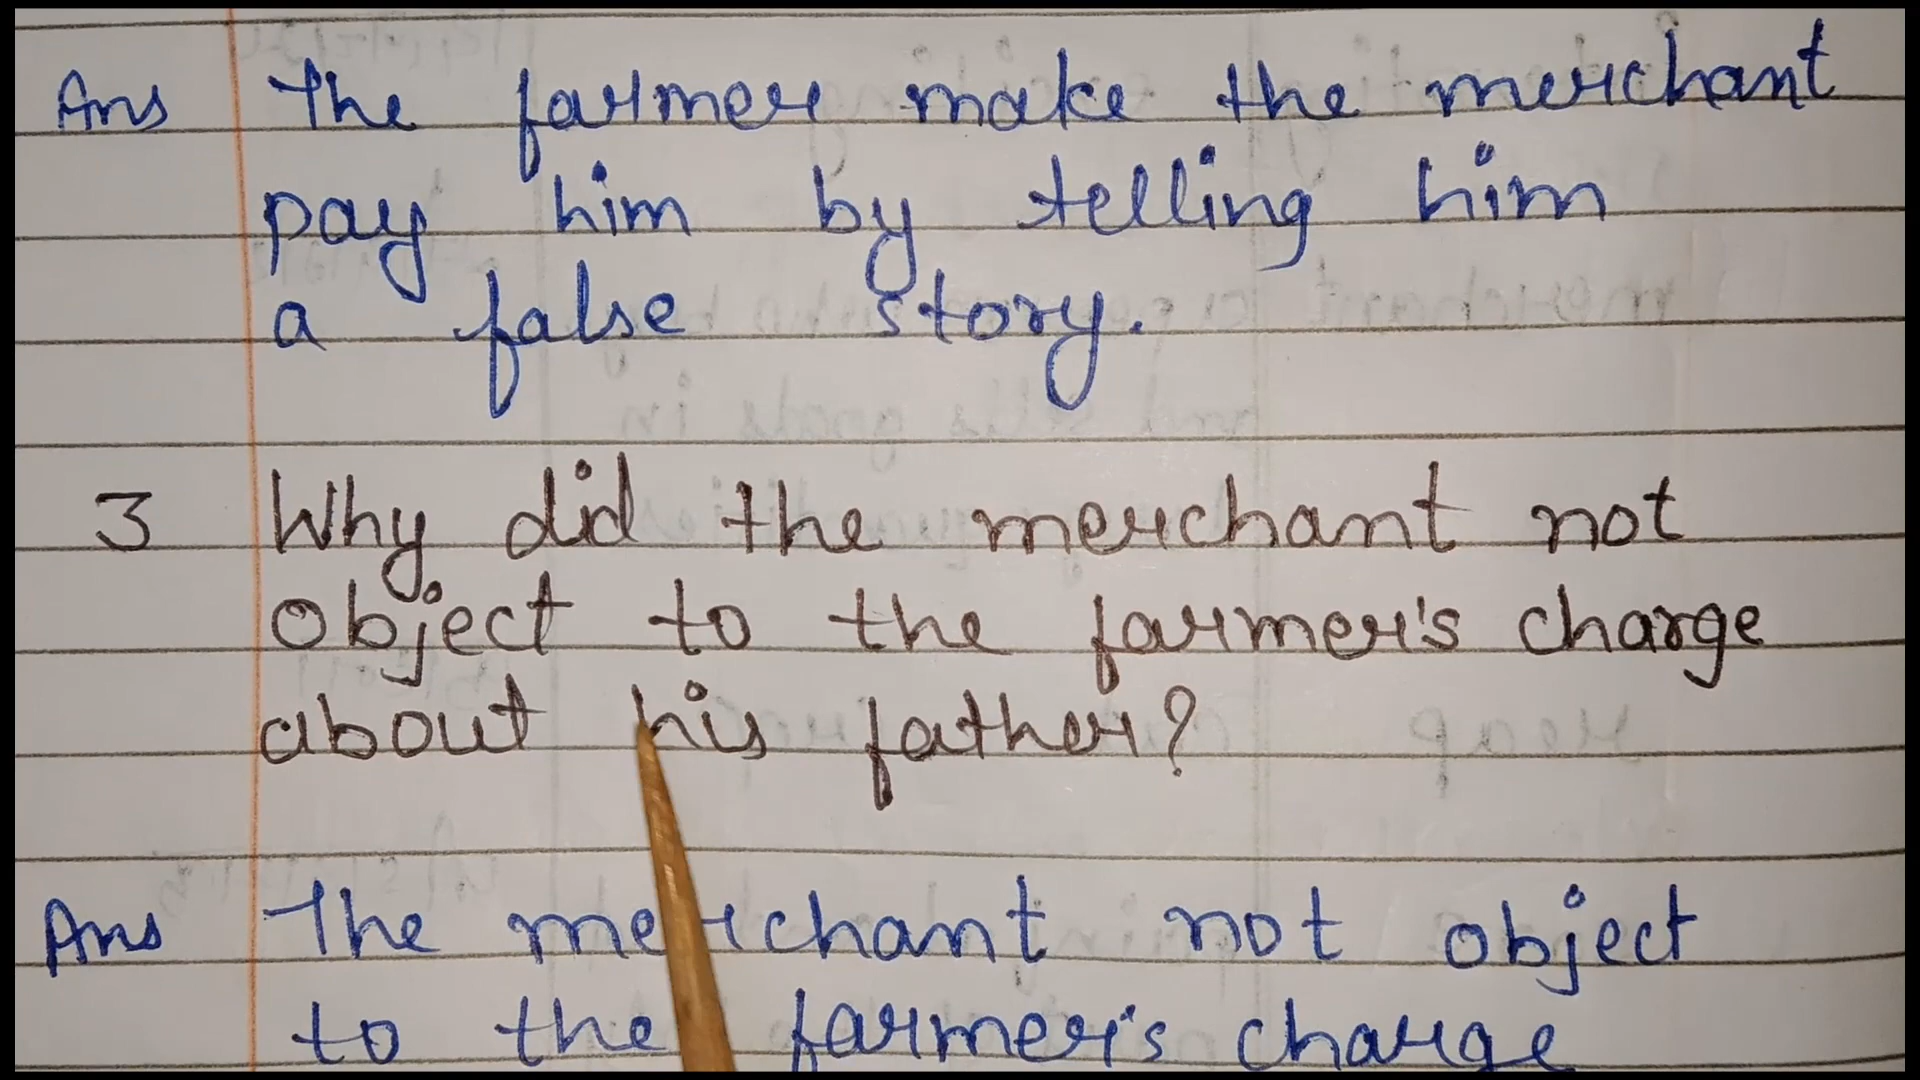 Ans The farmer make the merchant
pay him by telling him
a false story.
3 Why did the merchant not
object to the farmer's charge
about his father?
Ans The merchant not object
to the farmer's charge